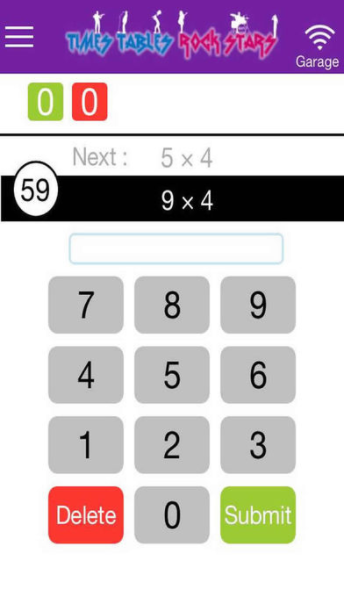 TIMES TABLES ROCK STARS
Garage
0 0
Next : 5 × 4
59
9 × 4
7 8 9
4 5 6
1 2 3
Delete 0 Submit